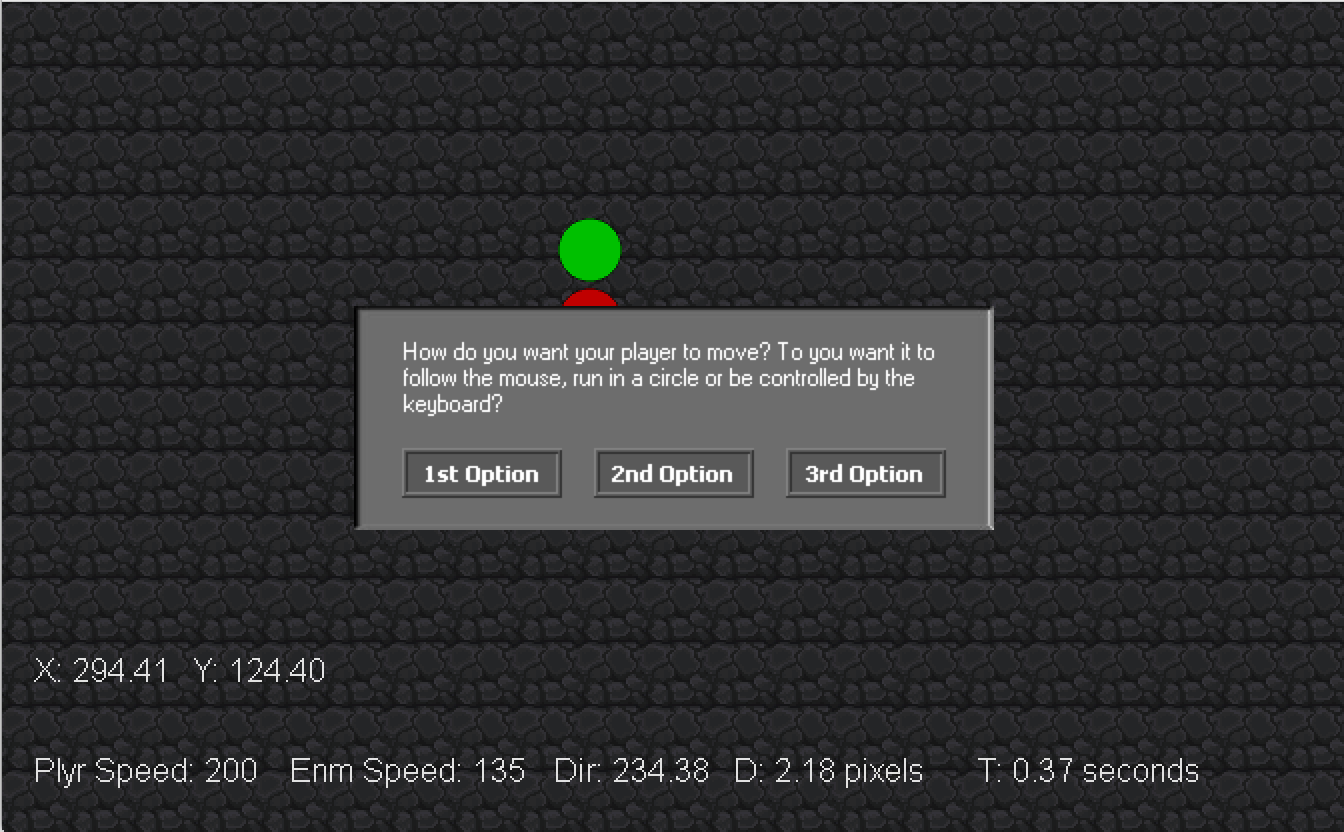 How do you want your player to move? To you want it to
follow the mouse, run in a circle or be controlled by the
keyboard?
1st Option 2nd Option 3rd Option
X: 294.41 Y: 124.40
Plyr Speed: 200 Enm Speed: 135 Dir: 234.38 D: 2.18 pixels T: 0.37 seconds